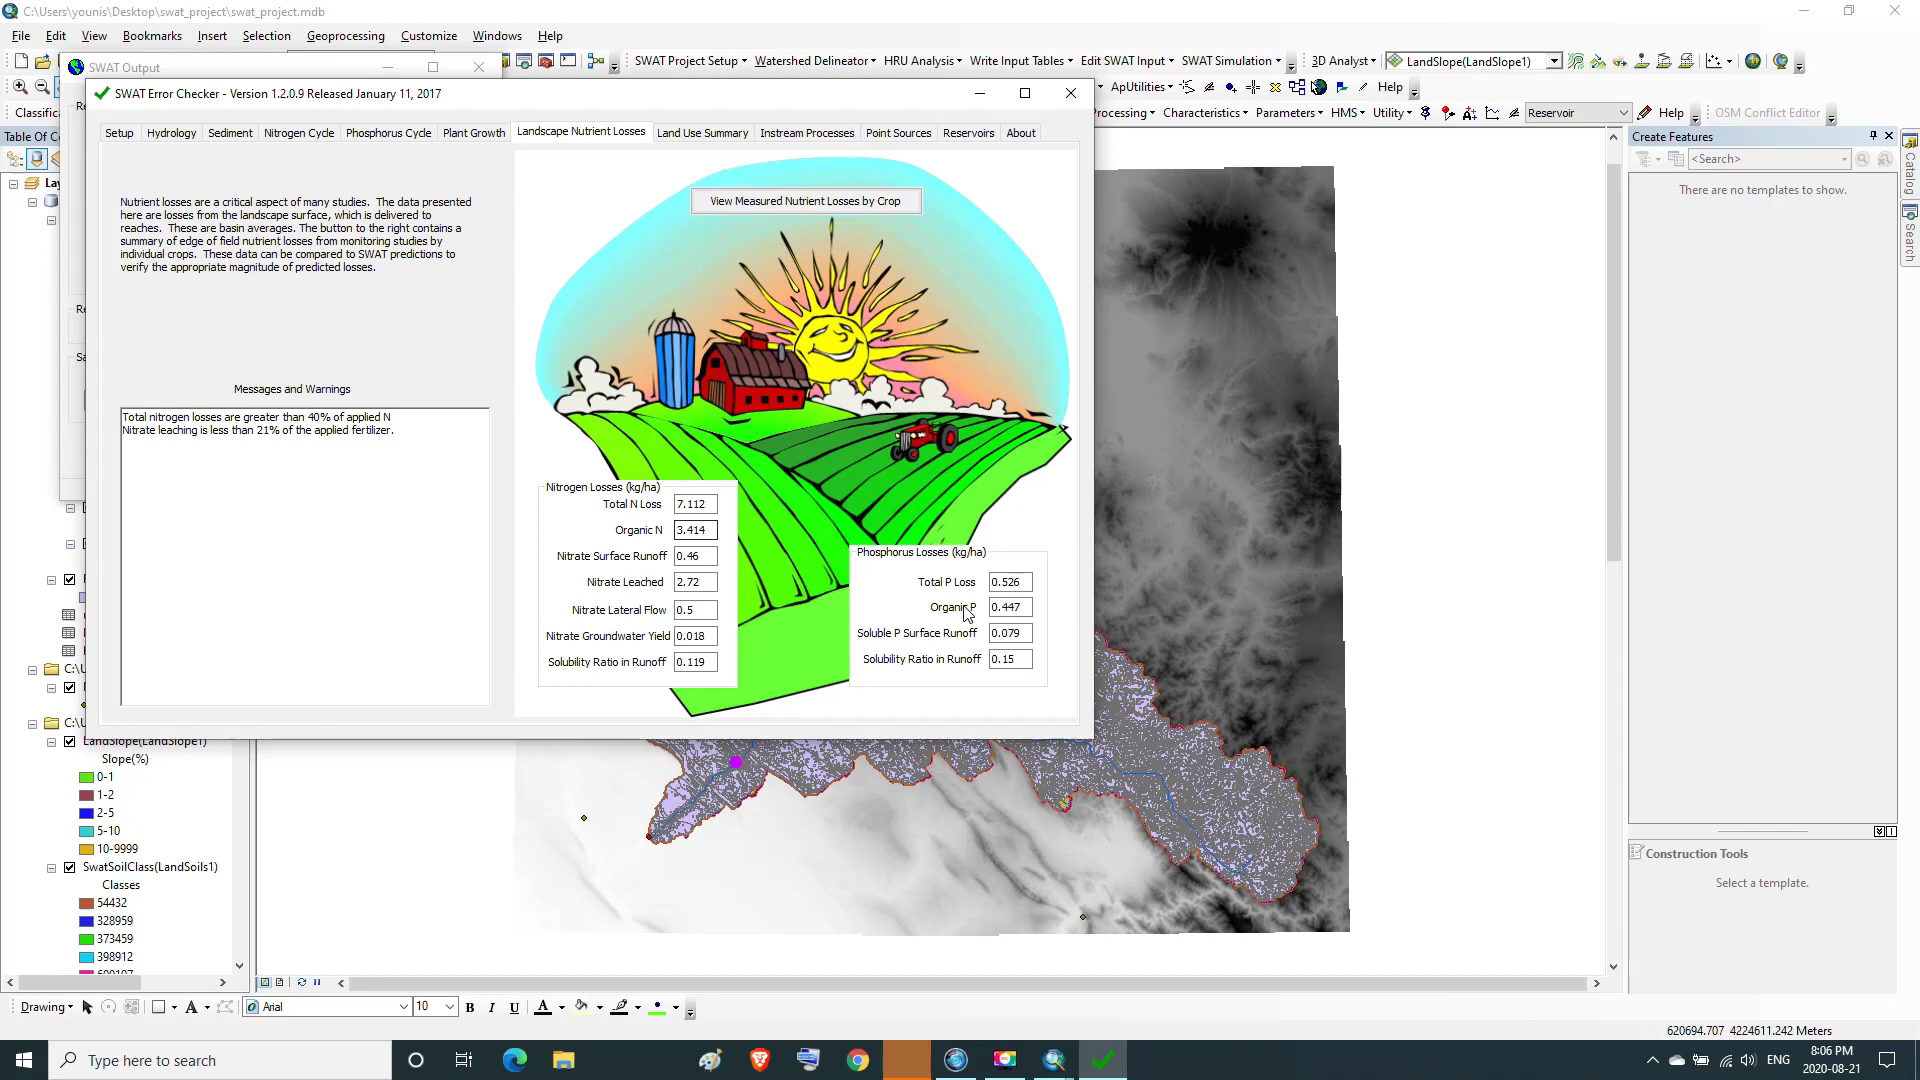 C:\Users\younis\Desktop\swat_project\swat_project.mdb
File Edit View Bookmarks Insert Selection Geoprocessing Customize Windows Help
SWAT Project Setup Watershed Delineator HRU Analysis Write Input Tables Edit SWAT Input SWAT Simulation 3D Analyst LandSlope(LandSlope1)
SWAT Output
ApUtilities Help
SWAT Error Checker - Version 1.2.0.9 Released January 11, 2017
Classific
Processing Characteristics Parameters HMS Utility Reservoir Help OSM Conflict Editor
Table Of Co
Setup Hydrology Sediment Nitrogen Cycle Phosphorus Cycle Plant Growth Landscape Nutrient Losses Land Use Summary Instream Processes Point Sources Reservoirs About
Create Features
<Search>
There are no templates to show.
Catalog
Search
Lay
Re
Re
Sa
Nutrient losses are a critical aspect of many studies. The data presented
here are losses from the landscape surface, which is delivered to
reaches. These are basin averages. The button to the right contains a
summary of edge of field nutrient losses from monitoring studies by
individual crops. These data can be compared to SWAT predictions to
verify the appropriate magnitude of predicted losses.
View Measured Nutrient Losses by Crop
Messages and Warnings
Total nitrogen losses are greater than 40% of applied N
Nitrate leaching is less than 21% of the applied fertilizer.
Nitrogen Losses (kg/ha)
Total N Loss 7.112
Organic N 3.414
Nitrate Surface Runoff 0.46
Nitrate Leached 2.72
Nitrate Lateral Flow 0.5
Nitrate Groundwater Yield 0.018
Solubility Ratio in Runoff 0.119
Phosphorus Losses (kg/ha)
Total P Loss 0.526
Organic P 0.447
Soluble P Surface Runoff 0.079
Solubility Ratio in Runoff 0.15
C:\U
C:\U
LandSlope(LandSlope1)
Slope(%)
0-1
1-2
2-5
5-10
10-9999
SwatSoilClass(LandSoils1)
Classes
54432
328959
373459
398912
Construction Tools
Select a template.
Drawing Arial 10 B I U A
620694.707 4224611.242 Meters
Type here to search
ENG
8:06 PM
2020-08-21